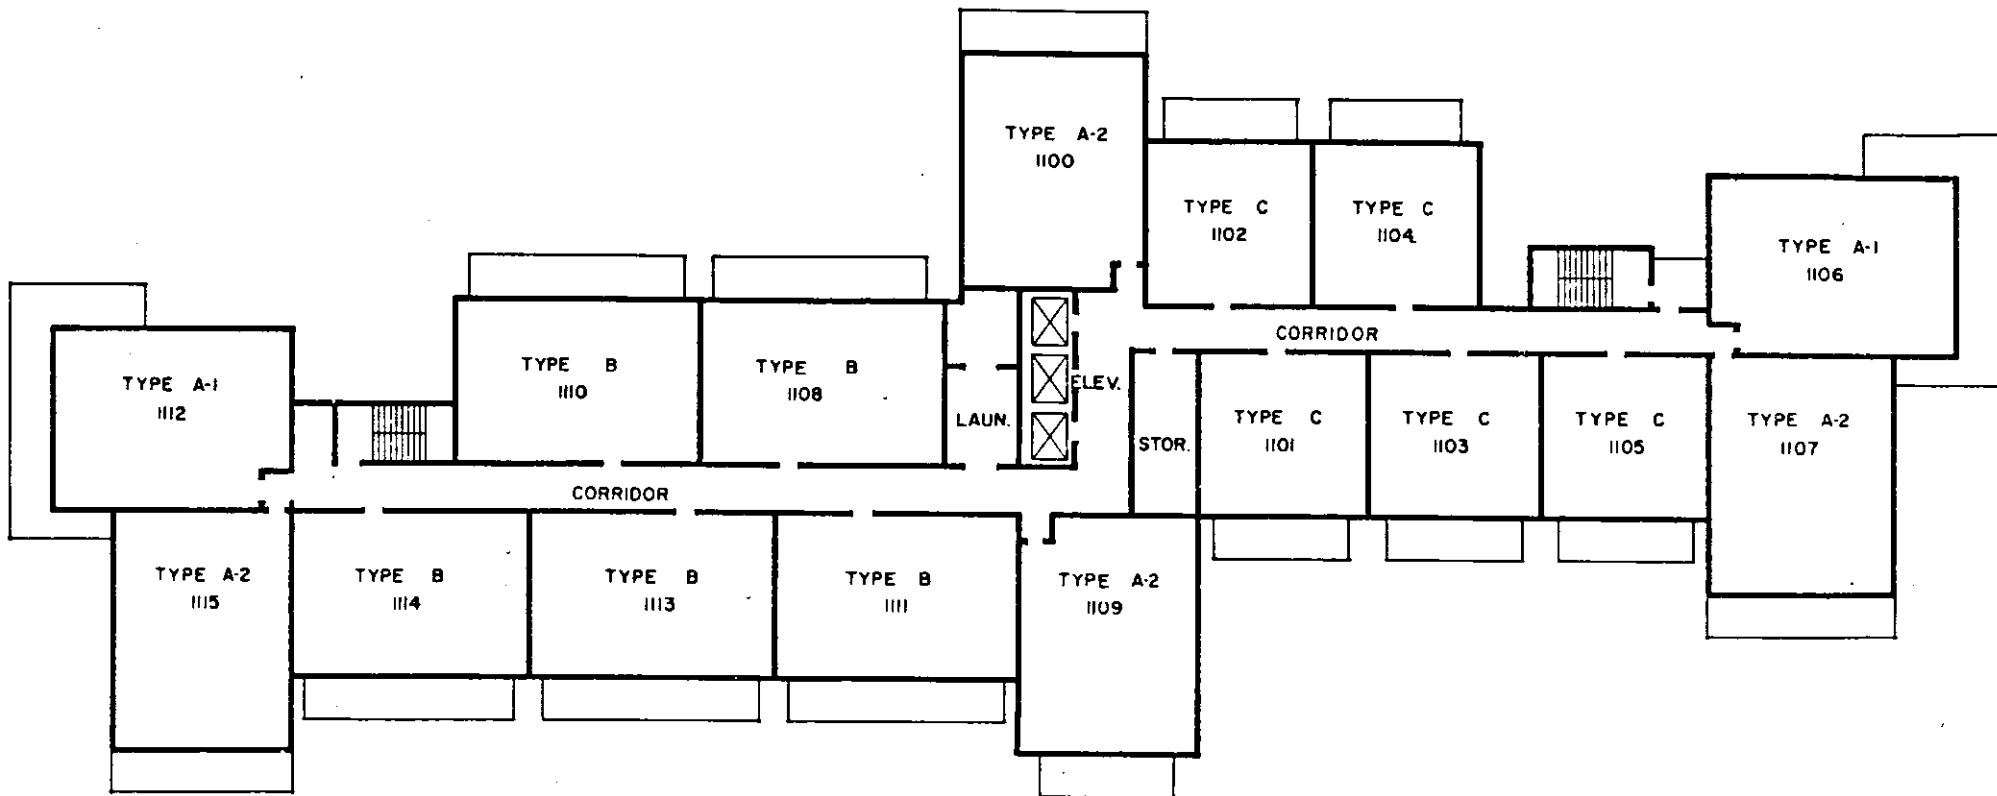 TYPE A-2
1100
TYPE C
1102
TYPE C
1104
TYPE A-1
1106
CORRIDOR
TYPE A-1
1112
TYPE B
1110
TYPE B
1108
LAUN.
ELEV.
STOR.
TYPE C
1101
TYPE C
1103
TYPE C
1105
TYPE A-2
1107
CORRIDOR
TYPE A-2
1115
TYPE B
1114
TYPE B
1113
TYPE B
1111
TYPE A-2
1109